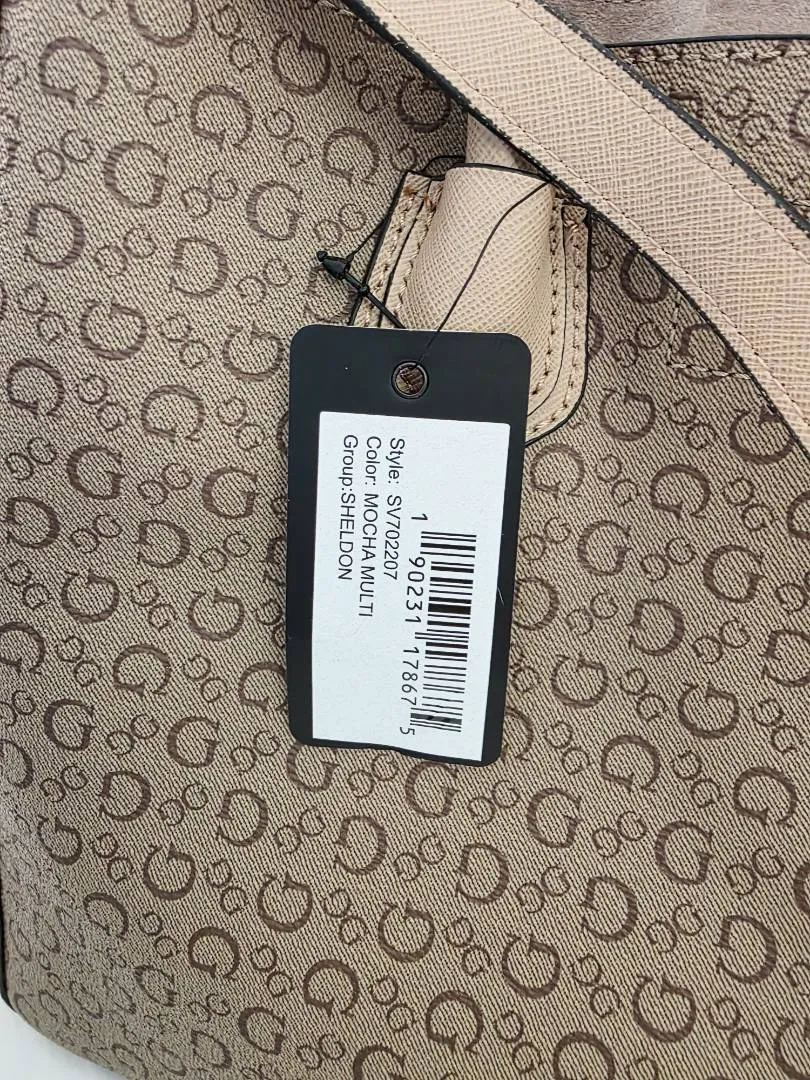 Style: SV702207
Color: MOCHA MULTI
Group:SHELDON
1 90231 17867 5